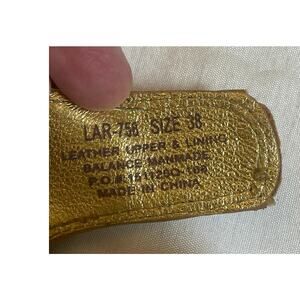 LAR-756 SIZE 38
LEATHER UPPER & LINING
BALANCE MANMADE
P.O.#
MADE IN CHINA